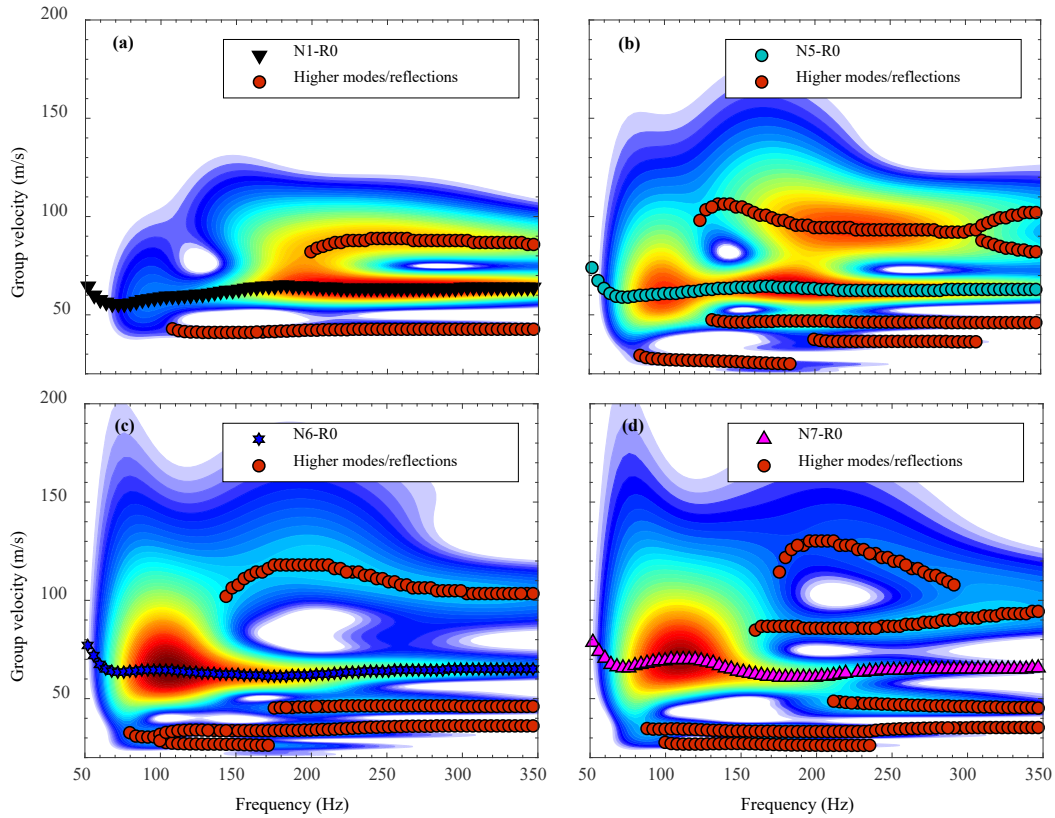 200
150
100
50
Group velocity (m/s)
(a)
N1-R0
Higher modes/reflections
(b)
N5-R0
Higher modes/reflections
200
150
100
50
Group velocity (m/s)
(c)
N6-R0
Higher modes/reflections
(d)
N7-R0
Higher modes/reflections
50 100 150 200 250 300 350
50 100 150 200 250 300 350
Frequency (Hz)
Frequency (Hz)